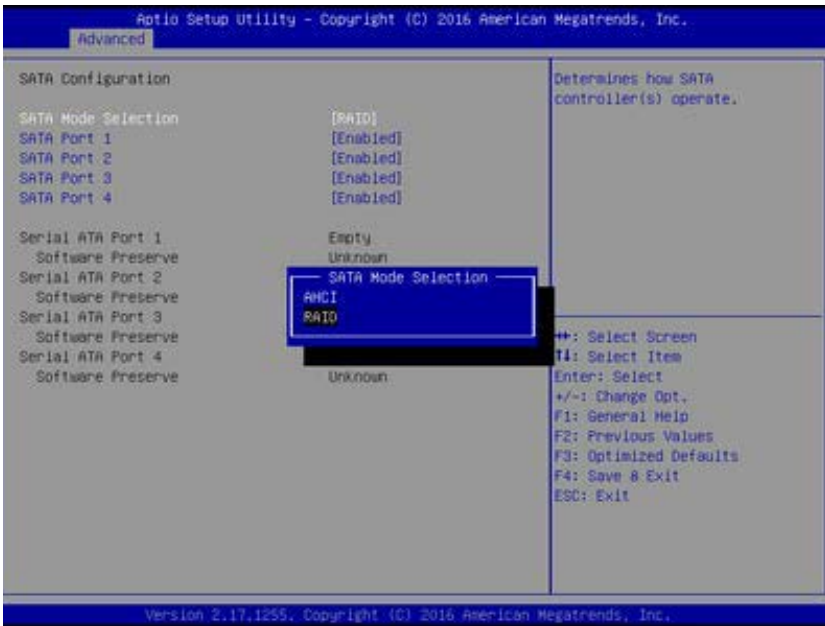 Aptio Setup Utility - Copyright (C) 2016 American Megatrends, Inc.
Advanced
SATA Configuration
SATA Mode Selection [RAID]
SATA Port 1 [Enabled]
SATA Port 2 [Enabled]
SATA Port 3 [Enabled]
SATA Port 4 [Enabled]
Serial ATA Port 1 Empty
Software Preserve Unknown
Serial ATA Port 2
Software Preserve
Serial ATA Port 3
Software Preserve
Serial ATA Port 4
Software Preserve Unknown
SATA Mode Selection
AHCI
RAID
Determines how SATA
controller(s) operate.
↔: Select Screen
↑↓: Select Item
Enter: Select
+/-: Change Opt.
F1: General Help
F2: Previous Values
F3: Optimized Defaults
F4: Save & Exit
ESC: Exit
Version 2.17.1255. Copyright (C) 2016 American Megatrends, Inc.